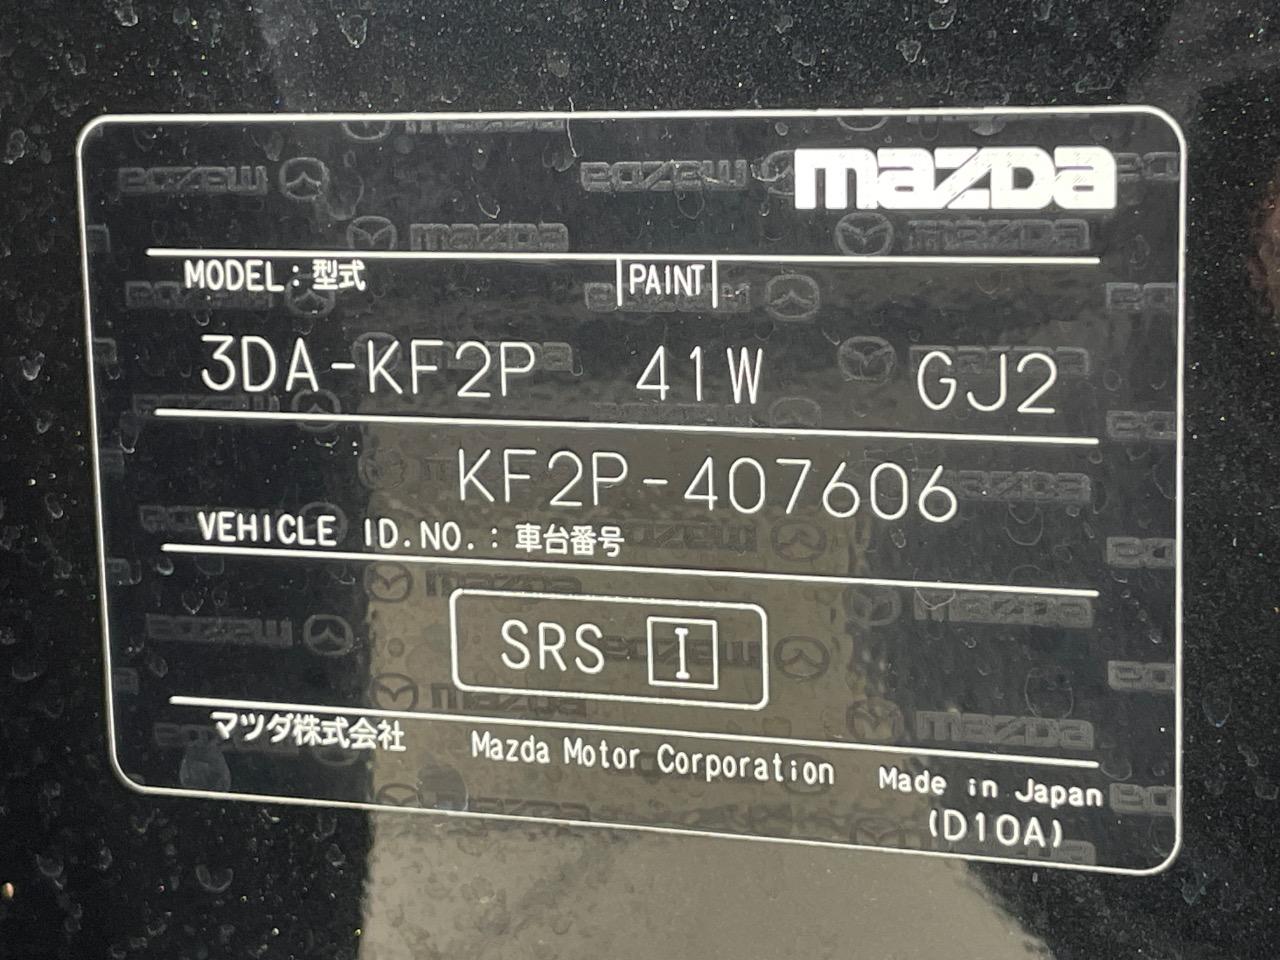 mazda
MODEL: 型式 PAINT
3DA-KF2P 41W GJ2
KF2P-407606
VEHICLE ID.NO.: 車台番号
SRS I
マツダ株式会社 Mazda Motor Corporation Made in Japan
(D10A)